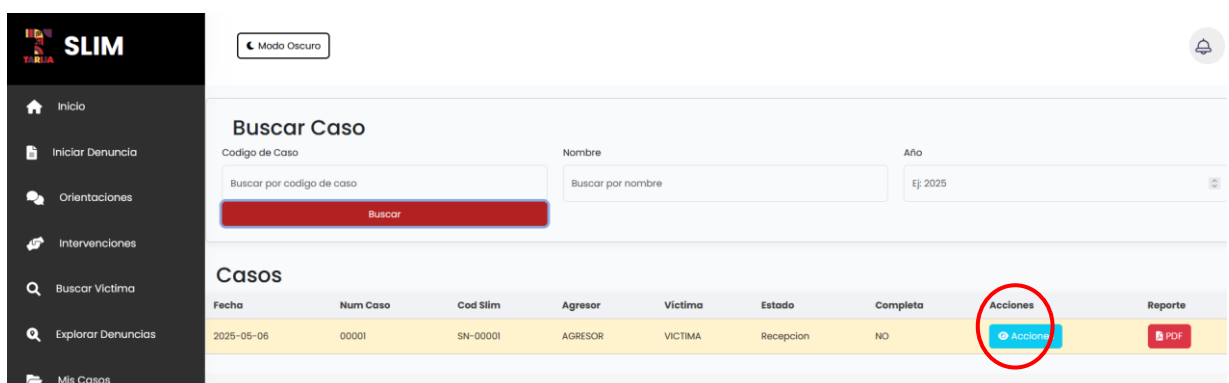 TARIJA
SLIM
Modo Oscuro
Inicio
Iniciar Denuncia
Orientaciones
Intervenciones
Buscar Victima
Explorar Denuncias
Mis Casos
Buscar Caso
Codigo de Caso Nombre Año
Buscar por codigo de caso Buscar por nombre Ej: 2025
Buscar
Casos
Fecha Num Caso Cod Slim Agresor Víctima Estado Completa Acciones Reporte
2025-05-06 00001 SN-00001 AGRESOR VICTIMA Recepcion NO Accione PDF